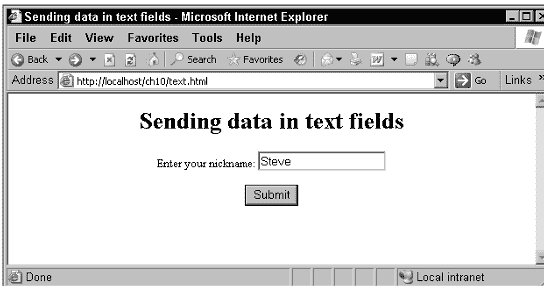 Sending data in text fields - Microsoft Internet Explorer
File Edit View Favorites Tools Help
Back Search Favorites
Address http://localhost/ch10/text.html Go Links »
Sending data in text fields
Enter your nickname: Steve
Submit
Done Local intranet